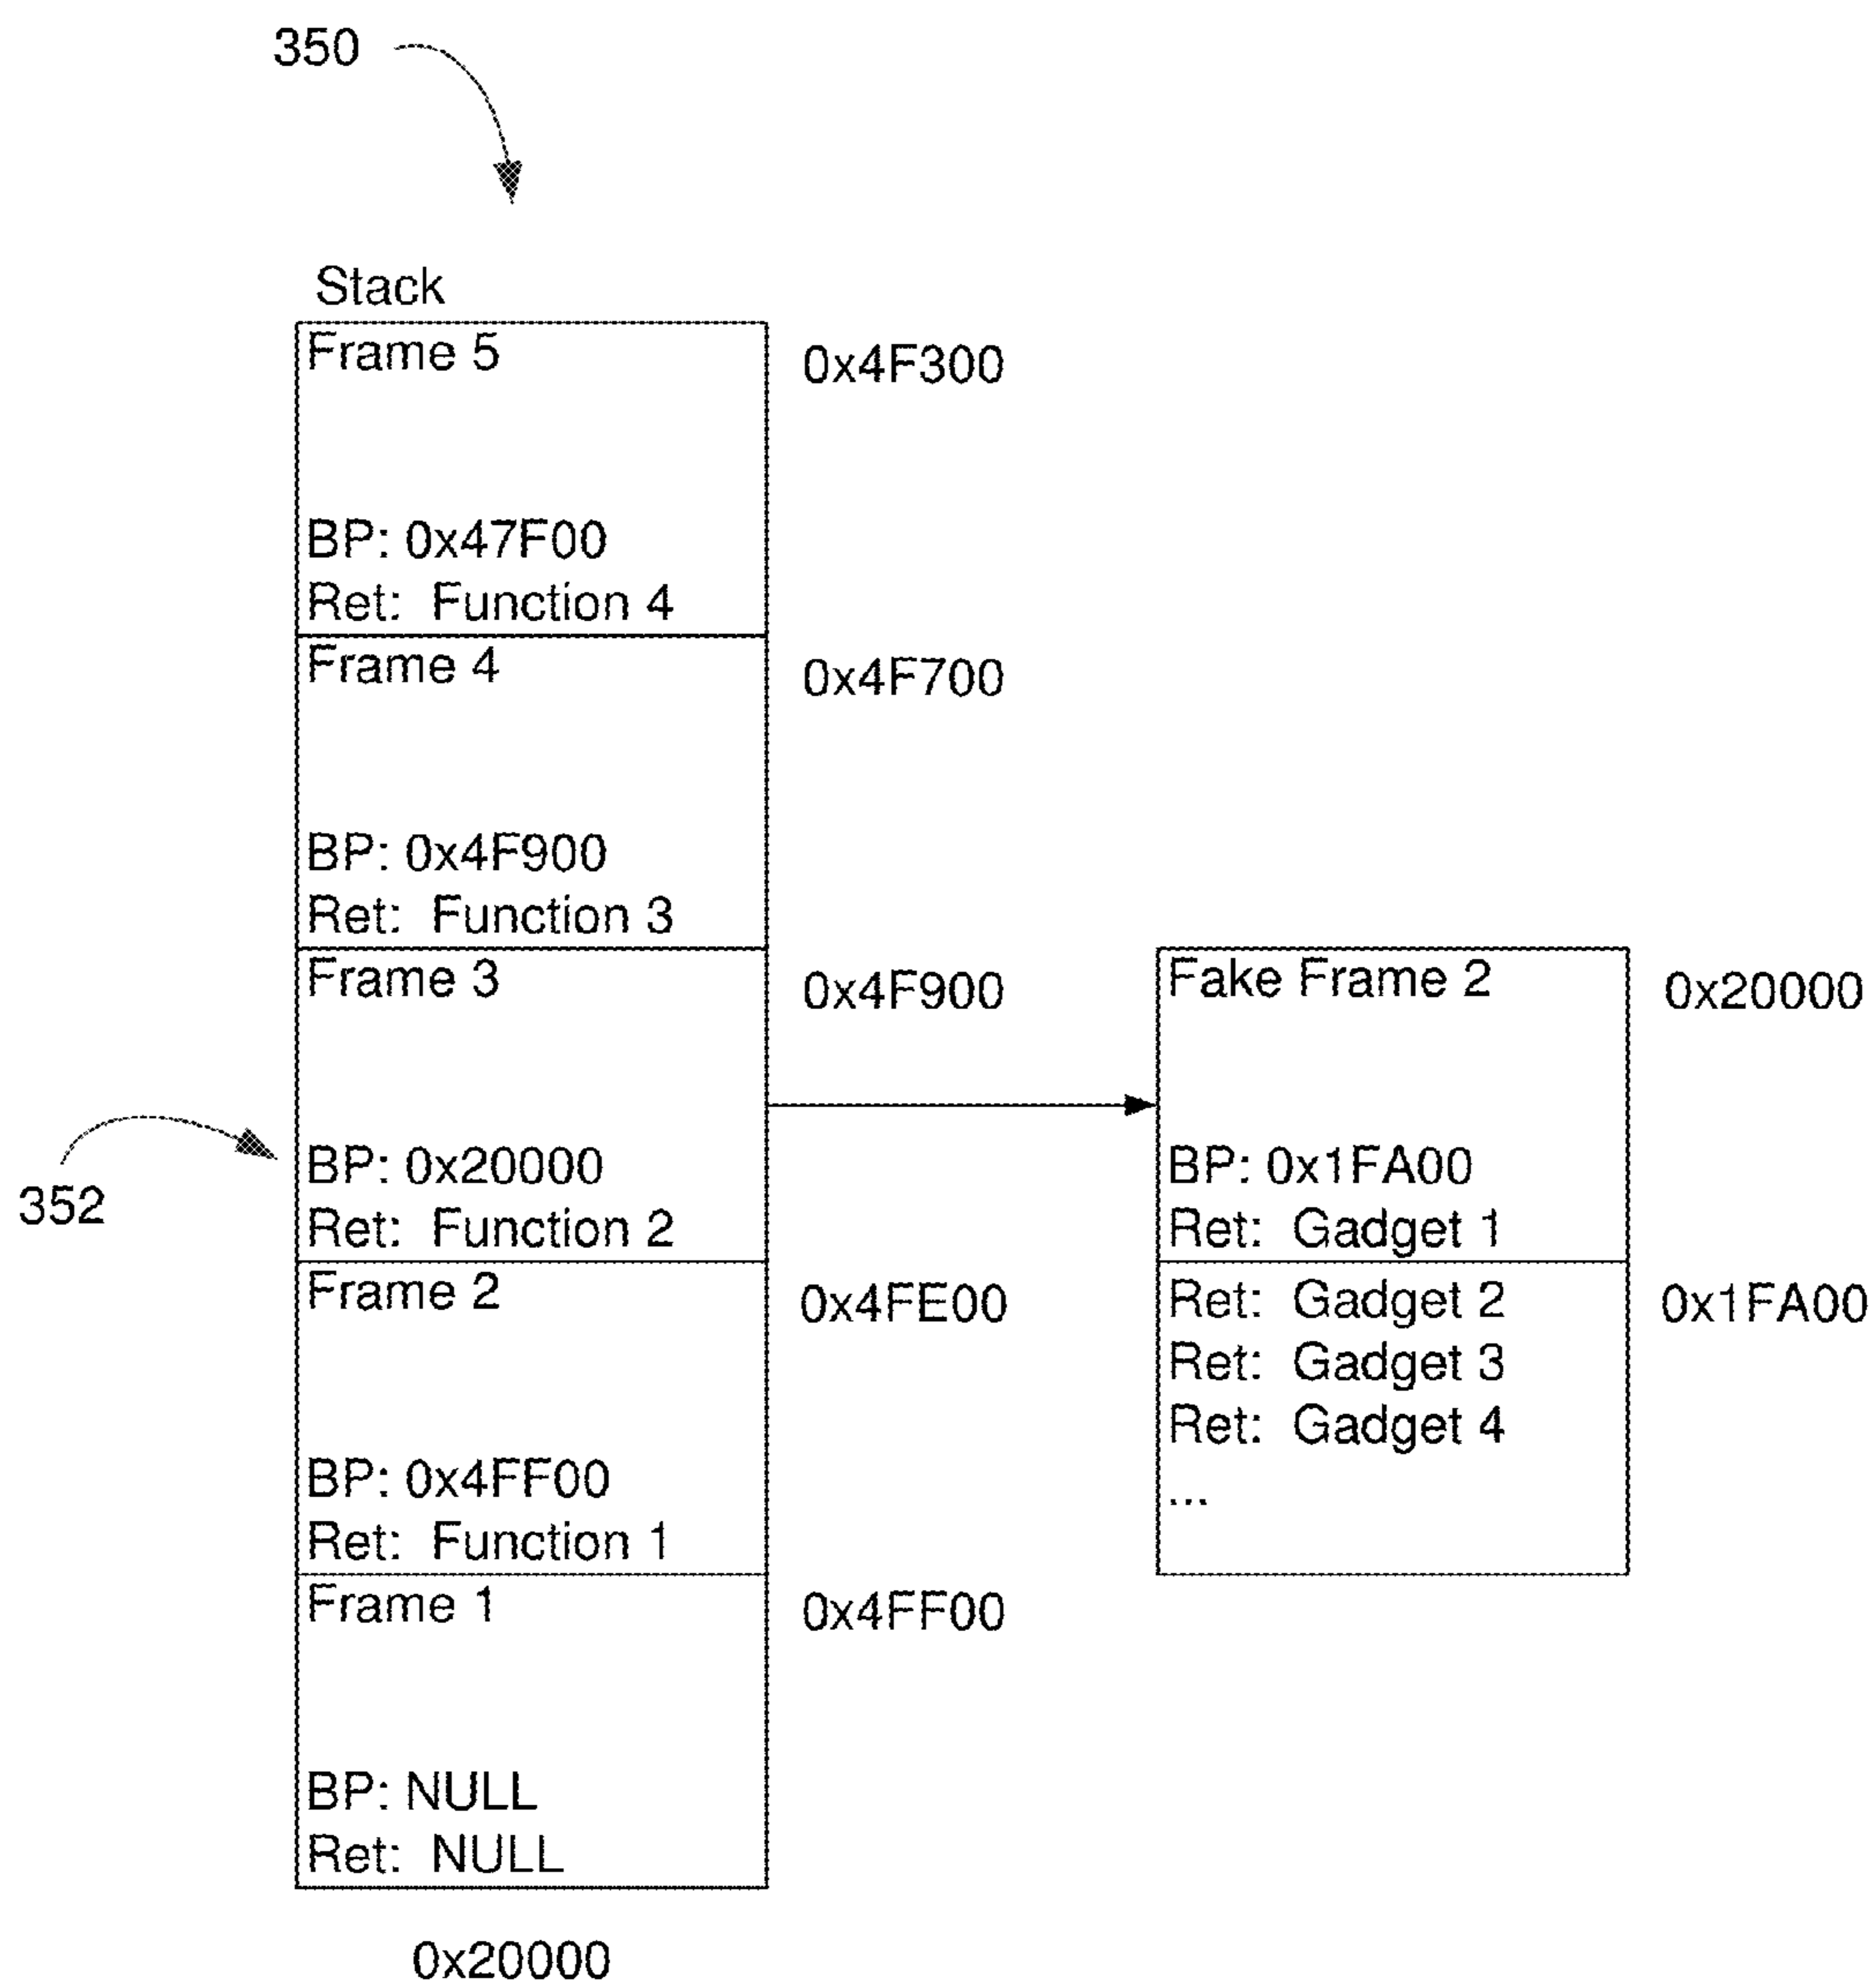 350
Stack
Frame 5
0x4F300
BP: 0x47F00
Ret: Function 4
Frame 4
0x4F700
BP: 0x4F900
Ret: Function 3
Frame 3
0x4F900
BP: 0x20000
Ret: Function 2
352
Frame 2
0x4FE00
BP: 0x4FF00
Ret: Function 1
Frame 1
0x4FF00
BP: NULL
Ret: NULL
0x20000
Fake Frame 2
0x20000
BP: 0x1FA00
Ret: Gadget 1
Ret: Gadget 2
0x1FA00
Ret: Gadget 3
Ret: Gadget 4
...